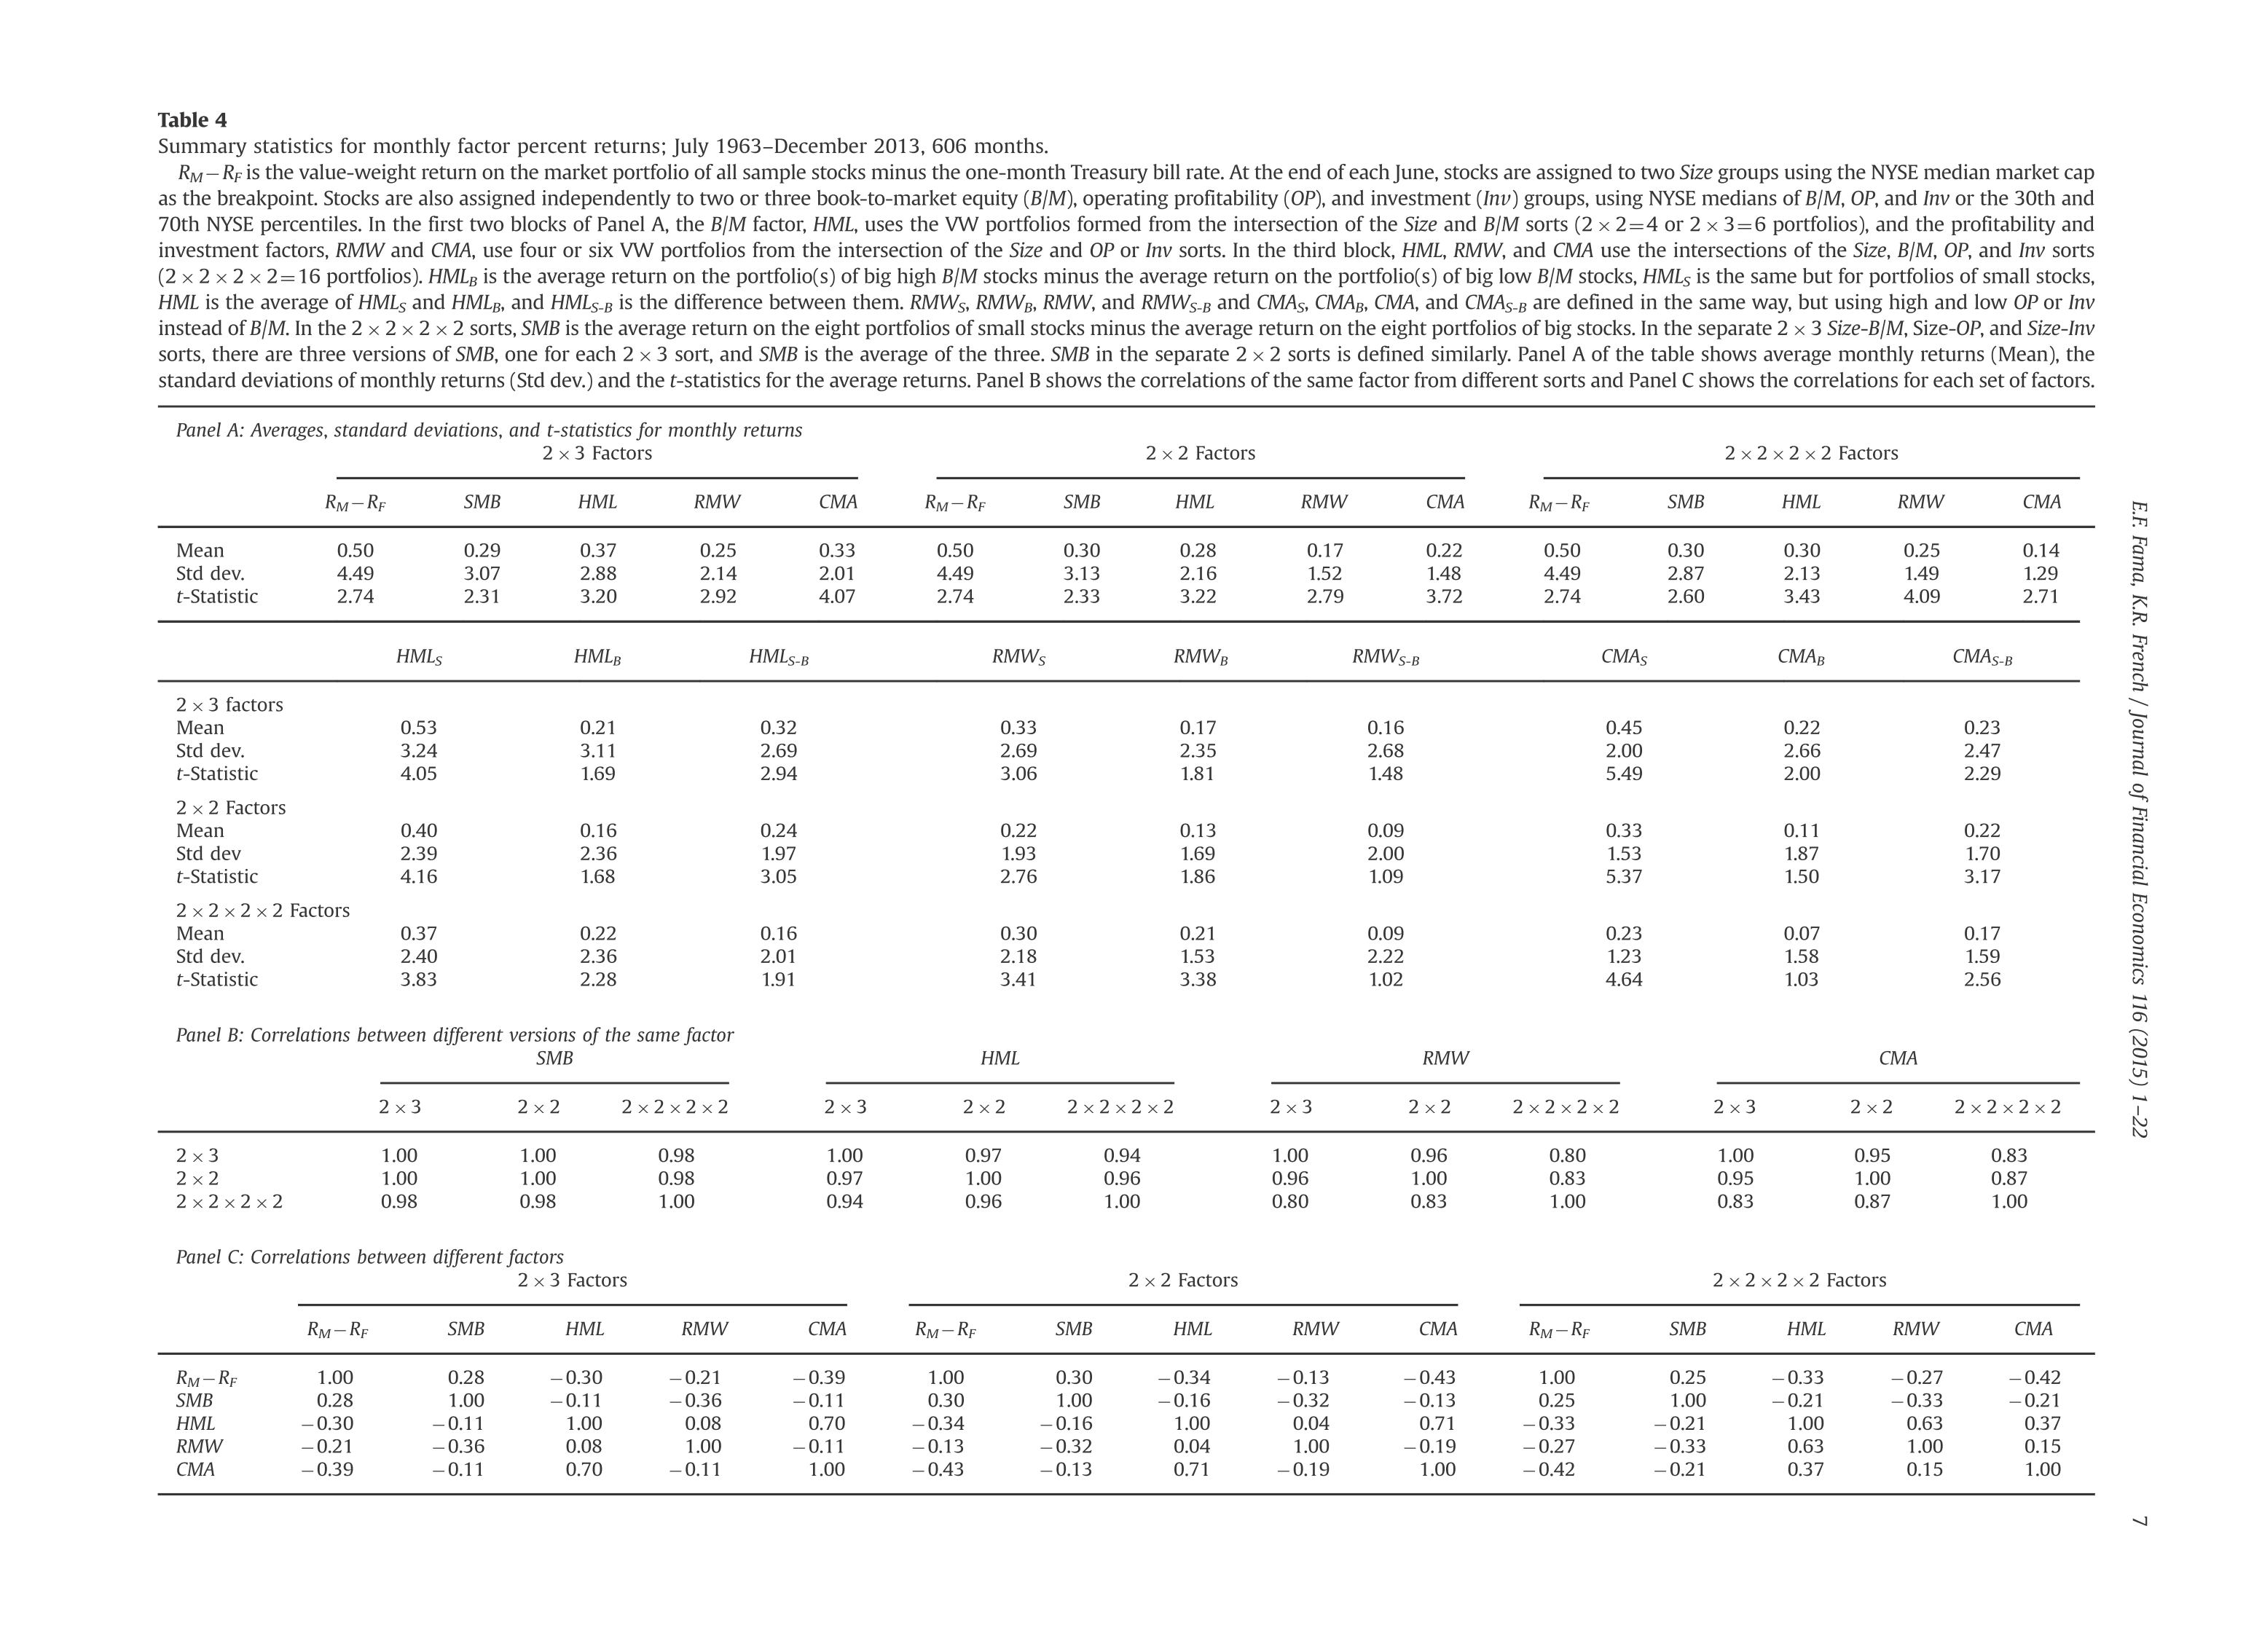 Table 4
Summary statistics for monthly factor percent returns; July 1963–December 2013, 606 months.
R_M − R_F is the value-weight return on the market portfolio of all sample stocks minus the one-month Treasury bill rate. At the end of each June, stocks are assigned to two Size groups using the NYSE median market cap
as the breakpoint. Stocks are also assigned independently to two or three book-to-market equity (B/M), operating profitability (OP), and investment (Inv) groups, using NYSE medians of B/M, OP, and Inv or the 30th and
70th NYSE percentiles. In the first two blocks of Panel A, the B/M factor, HML, uses the VW portfolios formed from the intersection of the Size and B/M sorts (2 × 2=4 or 2 × 3=6 portfolios), and the profitability and
investment factors, RMW and CMA, use four or six VW portfolios from the intersection of the Size and OP or Inv sorts. In the third block, HML, RMW, and CMA use the intersections of the Size, B/M, OP, and Inv sorts
(2 × 2 × 2 × 2=16 portfolios). HML_B is the average return on the portfolio(s) of big high B/M stocks minus the average return on the portfolio(s) of big low B/M stocks, HML_S is the same but for portfolios of small stocks,
HML is the average of HML_S and HML_B, and HML_S-B is the difference between them. RMW_S, RMW_B, RMW, and RMW_S-B and CMA_S, CMA_B, CMA, and CMA_S-B are defined in the same way, but using high and low OP or Inv
instead of B/M. In the 2 × 2 × 2 × 2 sorts, SMB is the average return on the eight portfolios of small stocks minus the average return on the eight portfolios of big stocks. In the separate 2 × 3 Size-B/M, Size-OP, and Size-Inv
sorts, there are three versions of SMB, one for each 2 × 3 sort, and SMB is the average of the three. SMB in the separate 2 × 2 sorts is defined similarly. Panel A of the table shows average monthly returns (Mean), the
standard deviations of monthly returns (Std dev.) and the t-statistics for the average returns. Panel B shows the correlations of the same factor from different sorts and Panel C shows the correlations for each set of factors.
Panel A: Averages, standard deviations, and t-statistics for monthly returns
2 × 3 Factors 2 × 2 Factors 2 × 2 × 2 × 2 Factors
R_M − R_F SMB HML RMW CMA R_M − R_F SMB HML RMW CMA R_M − R_F SMB HML RMW CMA
Mean 0.50 0.29 0.37 0.25 0.33 0.50 0.30 0.28 0.17 0.22 0.50 0.30 0.30 0.25 0.14
Std dev. 4.49 3.07 2.88 2.14 2.01 4.49 3.13 2.16 1.52 1.48 4.49 2.87 2.13 1.49 1.29
t-Statistic 2.74 2.31 3.20 2.92 4.07 2.74 2.33 3.22 2.79 3.72 2.74 2.60 3.43 4.09 2.71
HML_S HML_B HML_S-B RMW_S RMW_B RMW_S-B CMA_S CMA_B CMA_S-B
2 × 3 factors
Mean 0.53 0.21 0.32 0.33 0.17 0.16 0.45 0.22 0.23
Std dev. 3.24 3.11 2.69 2.69 2.35 2.68 2.00 2.66 2.47
t-Statistic 4.05 1.69 2.94 3.06 1.81 1.48 5.49 2.00 2.29
2 × 2 Factors
Mean 0.40 0.16 0.24 0.22 0.13 0.09 0.33 0.11 0.22
Std dev 2.39 2.36 1.97 1.93 1.69 2.00 1.53 1.87 1.70
t-Statistic 4.16 1.68 3.05 2.76 1.86 1.09 5.37 1.50 3.17
2 × 2 × 2 × 2 Factors
Mean 0.37 0.22 0.16 0.30 0.21 0.09 0.23 0.07 0.17
Std dev. 2.40 2.36 2.01 2.18 1.53 2.22 1.23 1.58 1.59
t-Statistic 3.83 2.28 1.91 3.41 3.38 1.02 4.64 1.03 2.56
Panel B: Correlations between different versions of the same factor
SMB HML RMW CMA
2 × 3 2 × 2 2 × 2 × 2 × 2 2 × 3 2 × 2 2 × 2 × 2 × 2 2 × 3 2 × 2 2 × 2 × 2 × 2 2 × 3 2 × 2 2 × 2 × 2 × 2
2 × 3 1.00 1.00 0.98 1.00 0.97 0.94 1.00 0.96 0.80 1.00 0.95 0.83
2 × 2 1.00 1.00 0.98 0.97 1.00 0.96 0.96 1.00 0.83 0.95 1.00 0.87
2 × 2 × 2 × 2 0.98 0.98 1.00 0.94 0.96 1.00 0.80 0.83 1.00 0.83 0.87 1.00
Panel C: Correlations between different factors
2 × 3 Factors 2 × 2 Factors 2 × 2 × 2 × 2 Factors
R_M − R_F SMB HML RMW CMA R_M − R_F SMB HML RMW CMA R_M − R_F SMB HML RMW CMA
R_M − R_F 1.00 0.28 −0.30 −0.21 −0.39 1.00 0.30 −0.34 −0.13 −0.43 1.00 0.25 −0.33 −0.27 −0.42
SMB 0.28 1.00 −0.11 −0.36 −0.11 0.30 1.00 −0.16 −0.32 −0.13 0.25 1.00 −0.21 −0.33 −0.21
HML −0.30 −0.11 1.00 0.08 0.70 −0.34 −0.16 1.00 0.04 0.71 −0.33 −0.21 1.00 0.63 0.37
RMW −0.21 −0.36 0.08 1.00 −0.11 −0.13 −0.32 0.04 1.00 −0.19 −0.27 −0.33 0.63 1.00 0.15
CMA −0.39 −0.11 0.70 −0.11 1.00 −0.43 −0.13 0.71 −0.19 1.00 −0.42 −0.21 0.37 0.15 1.00
E.F. Fama, K.R. French / Journal of Financial Economics 116 (2015) 1–22
7